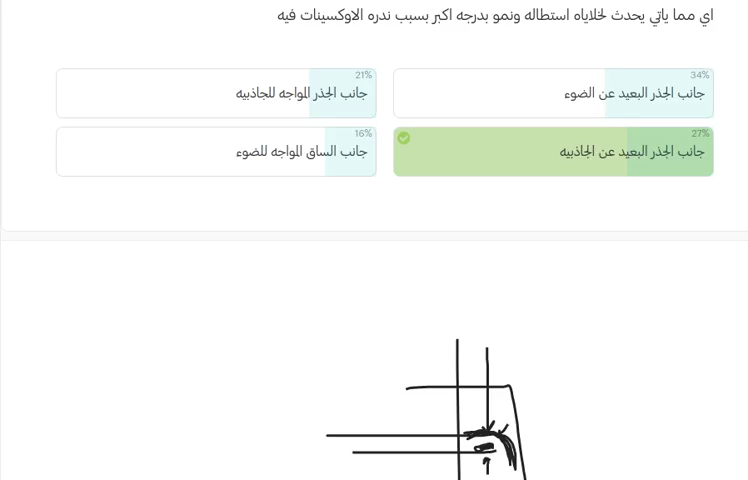 اي مما ياتي يحدث لخلاياه استطاله ونمو بدرجه اكبر بسبب ندره الاوكسينات فيه
34%
جانب الجذر البعيد عن الضوء
21%
جانب الجذر المواجه للجاذبيه
27%
جانب الجذر البعيد عن الجاذبيه
16%
جانب الساق المواجه للضوء